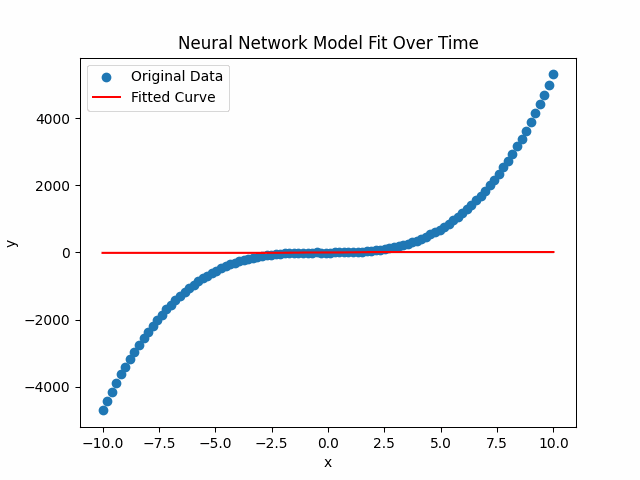 Neural Network Model Fit Over Time
Original Data
Fitted Curve
4000
2000
0
−2000
−4000
y
−10.0 −7.5 −5.0 −2.5 0.0 2.5 5.0 7.5 10.0
x